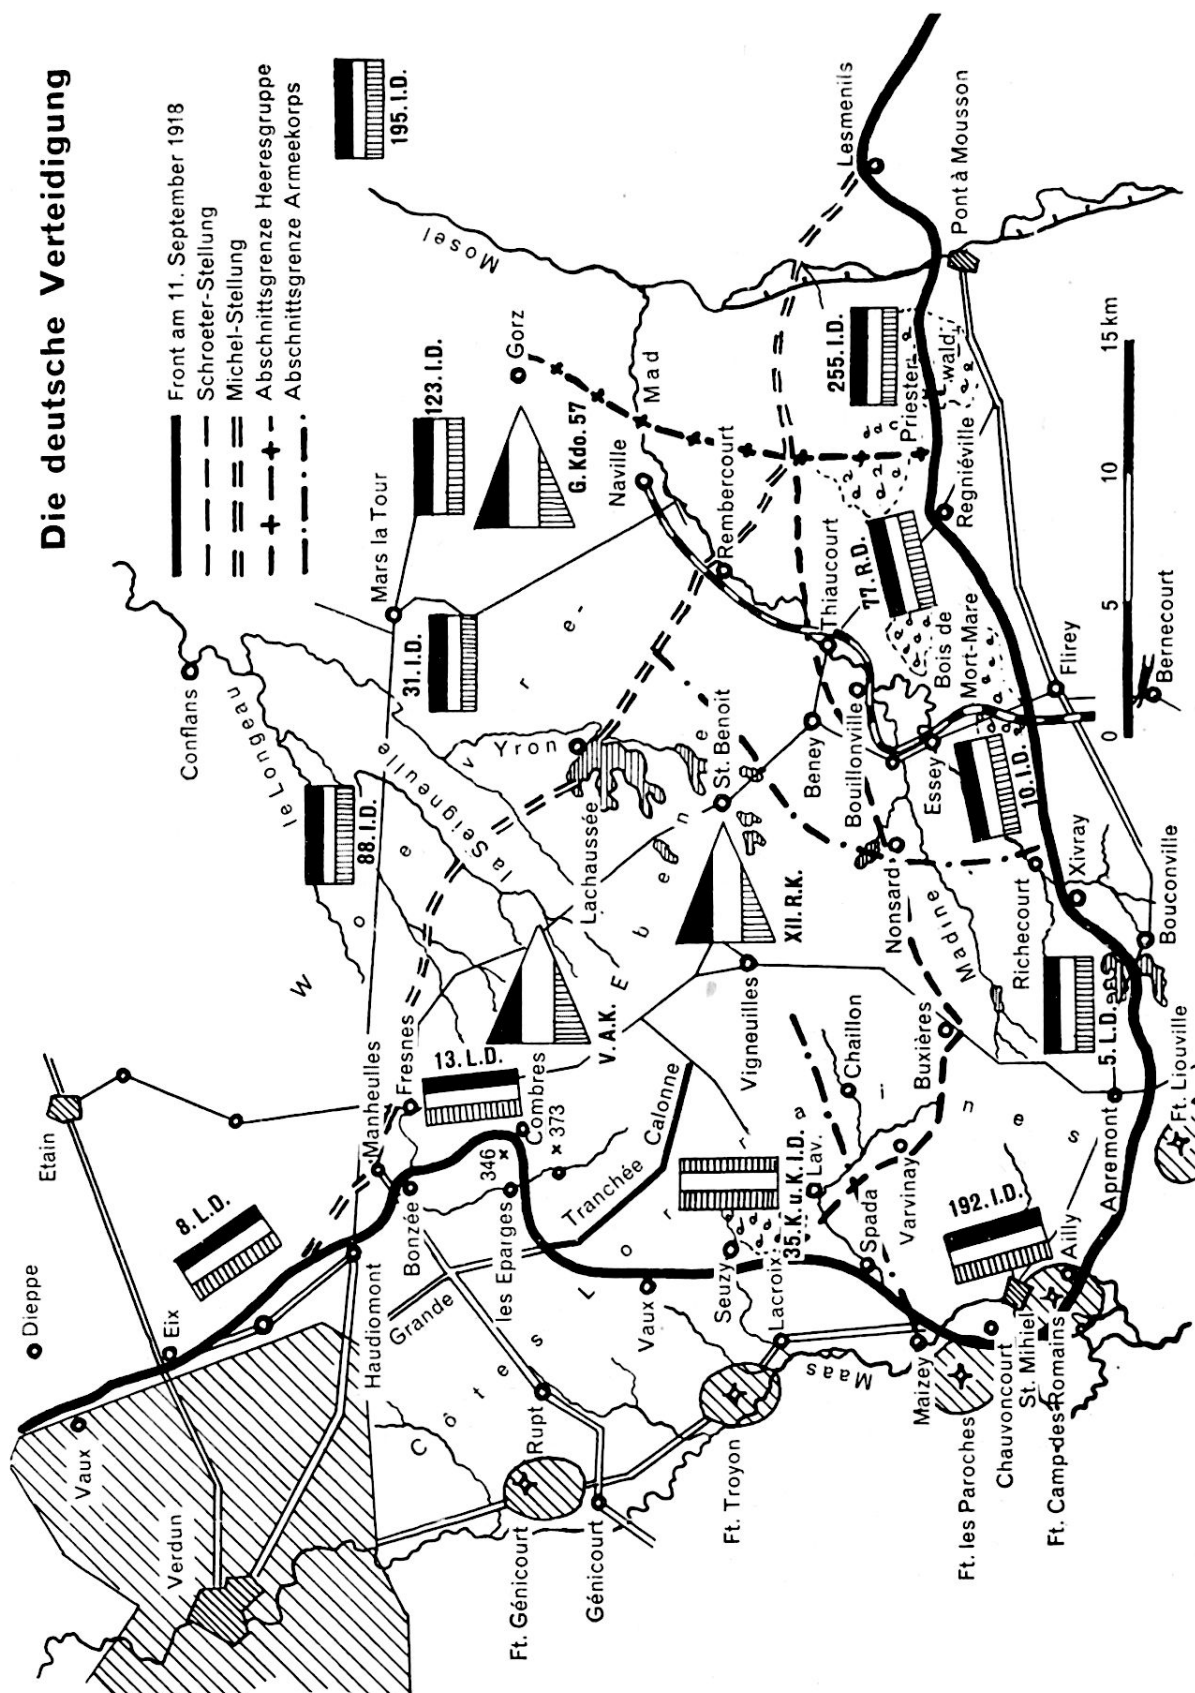 Die deutsche Verteidigung
Front am 11. September 1918
Schroeter-Stellung
Michel-Stellung
Abschnittsgrenze Heeresgruppe
Abschnittsgrenze Armeekorps
195. I.D.
Dieppe
Vaux
Verdun
Eix
Etain
8. L.D.
Haudiomont
Manheulles
Fresnes
Bonzée
13. L.D.
Combres
346
373
les Eparges
Grande
Tranchée
Calonne
V. A.K.
88. I.D.
Conflans
le Longeau
la Seigneulle
Mars la Tour
31. I.D.
123. I.D.
Gorz
G. Kdo. 57
Mosel
Yron
Lachaussée
Woevre-
Ebene
Côtes
Lorraines
Rupt
Ft. Génicourt
Génicourt
Vaux
Seuzy
Lacroix
35. K.u.K. I.D.
Lav.
Ft. Troyon
Maas
Vigneuilles
XII. R.K.
St. Benoit
Beney
Bouillonville
Thiaucourt
Rembercourt
Naville
Mad
77. R.D.
255. I.D.
Priester
wald
Lesmenils
Pont à Mousson
Regniéville
Bois de
Mort-Mare
Flirey
Essey
10. I.D.
Nonsard
Madine
Richecourt
Xivray
Bouconville
5. L.D.
Chaillon
Buxières
Varvinay
Spada
192. I.D.
Maizey
Ft. les Paroches
Chauvoncourt
St. Mihiel
Ft. Camp-des Romains
Ailly
Apremont
Ft. Liouville
Bernecourt
0 5 10 15 km